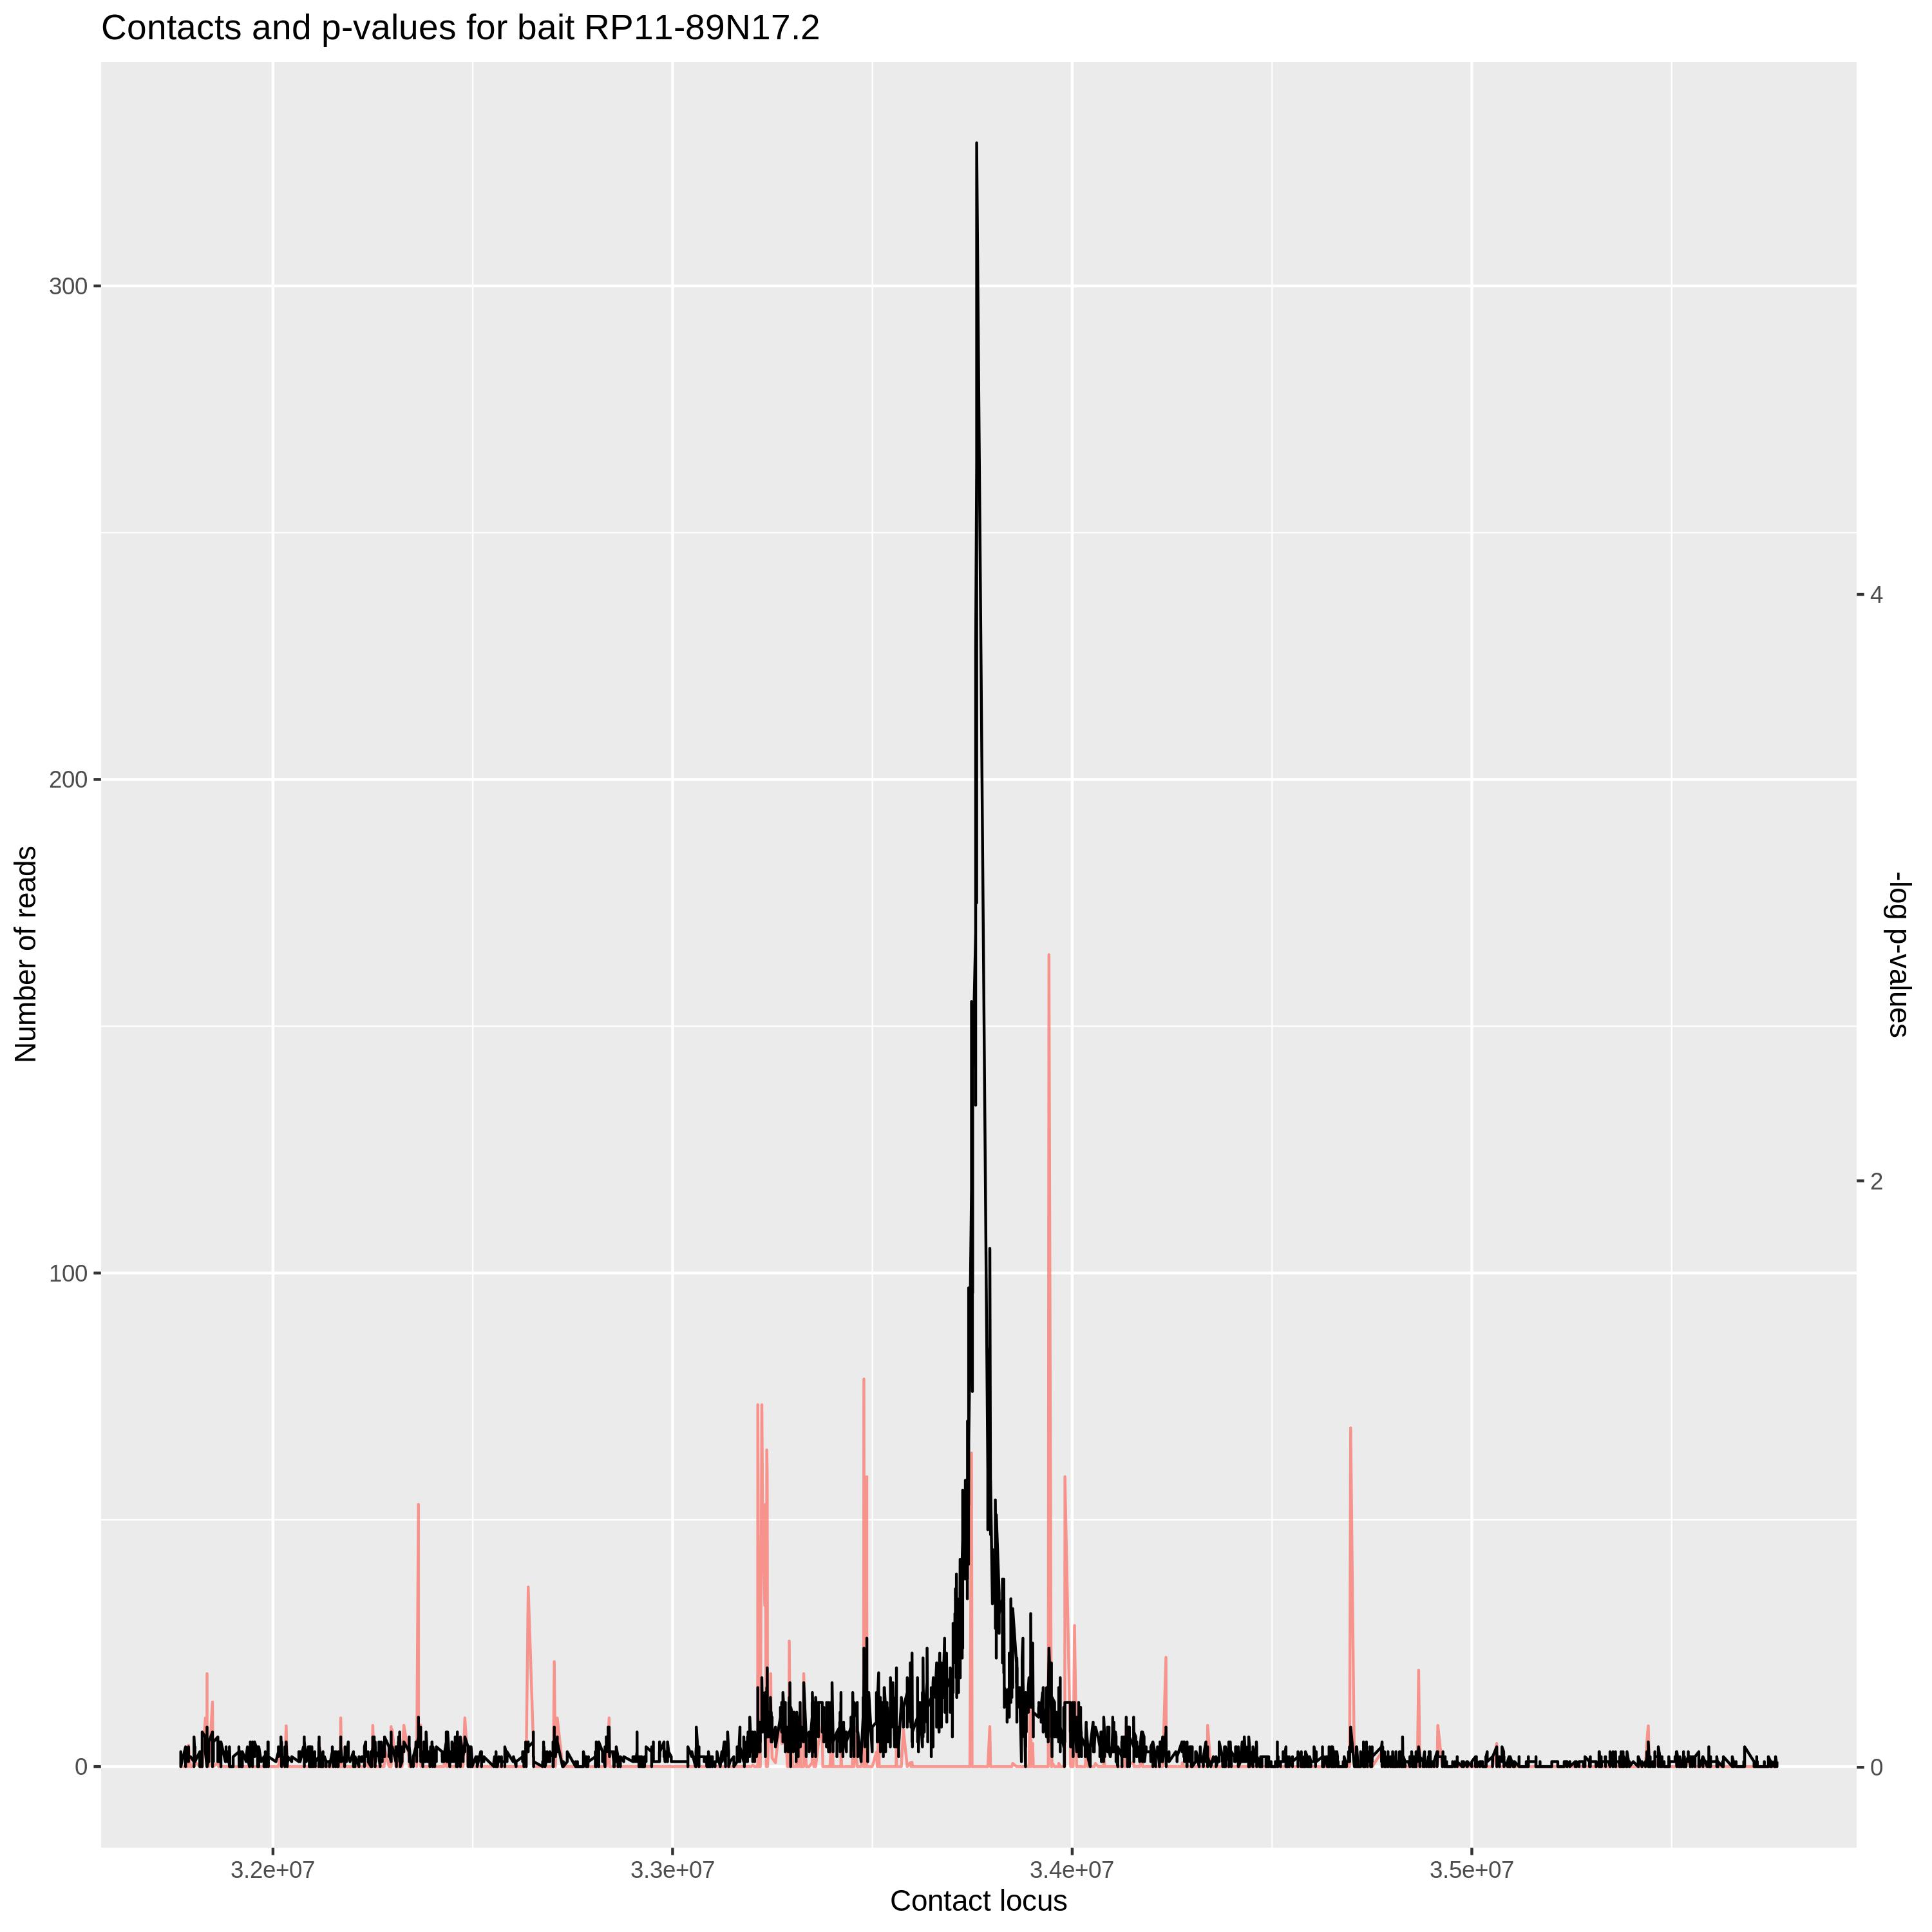 Contacts and p-values for bait RP11-89N17.2
300
200
100
0
Number of reads
4
2
0
-log p-values
3.2e+07
3.3e+07
3.4e+07
3.5e+07
Contact locus